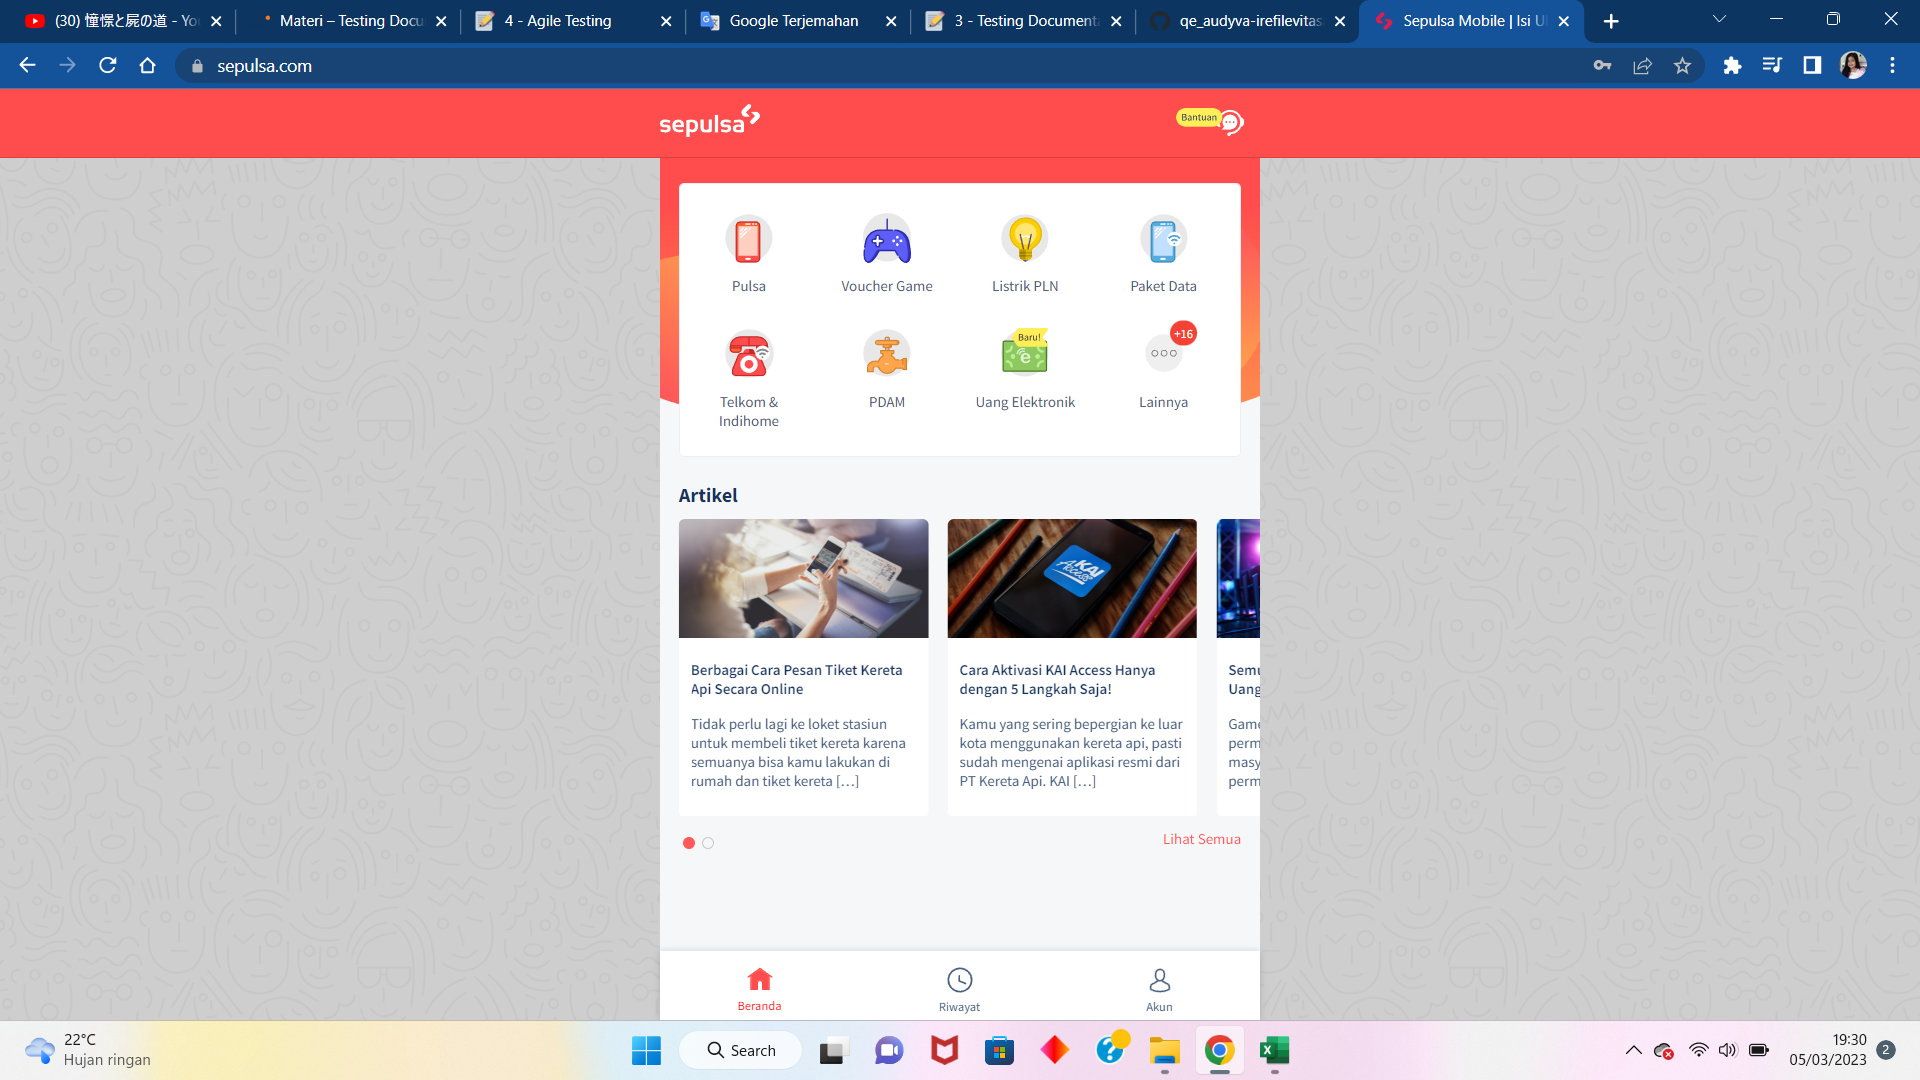 (30) 憧憬と屍の道 - Yo
Materi – Testing Docu
4 - Agile Testing
Google Terjemahan
3 - Testing Documenta
qe_audyva-irefilevitas
Sepulsa Mobile | Isi Ul
sepulsa.com
sepulsa
Bantuan
Pulsa
Voucher Game
Listrik PLN
Paket Data
Baru!
+16
Telkom &
Indihome
PDAM
Uang Elektronik
Lainnya
Artikel
KAI
Access
Berbagai Cara Pesan Tiket Kereta
Api Secara Online
Tidak perlu lagi ke loket stasiun
untuk membeli tiket kereta karena
semuanya bisa kamu lakukan di
rumah dan tiket kereta […]
Cara Aktivasi KAI Access Hanya
dengan 5 Langkah Saja!
Kamu yang sering bepergian ke luar
kota menggunakan kereta api, pasti
sudah mengenai aplikasi resmi dari
PT Kereta Api. KAI […]
Semu
Uang
Game
perm
masy
perm
Lihat Semua
Beranda
Riwayat
Akun
22°C
Hujan ringan
Search
19:30
05/03/2023
2